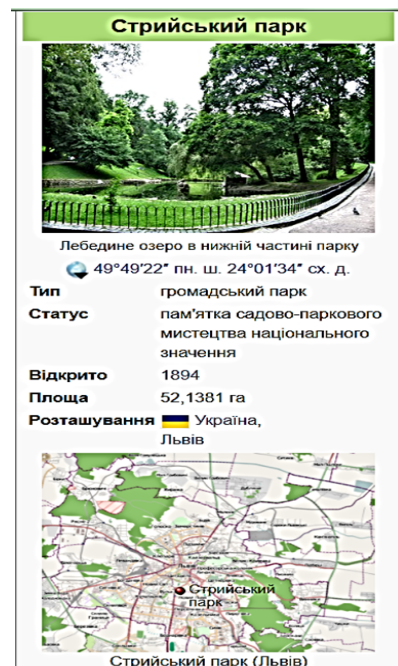 Стрийський парк
Лебедине озеро в нижній частині парку
49°49′22″ пн. ш. 24°01′34″ сх. д.
Тип громадський парк
Статус пам'ятка садово-паркового
мистецтва національного
значення
Відкрито 1894
Площа 52,1381 га
Розташування Україна,
Львів
Стрийський
парк
Стрийський парк (Львів)